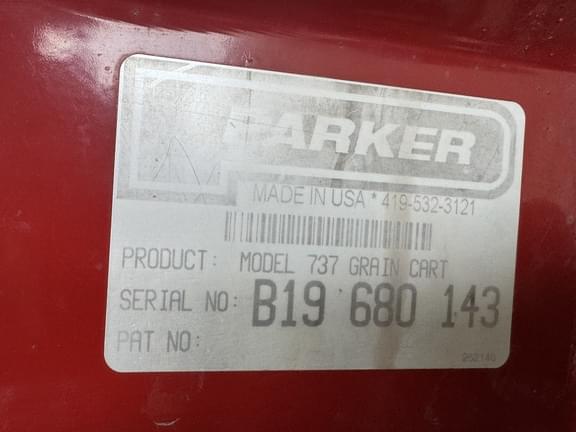 PARKER
MADE IN USA * 419-532-3121
PRODUCT: MODEL 737 GRAIN CART
SERIAL NO: B19 680 143
PAT NO:
252146